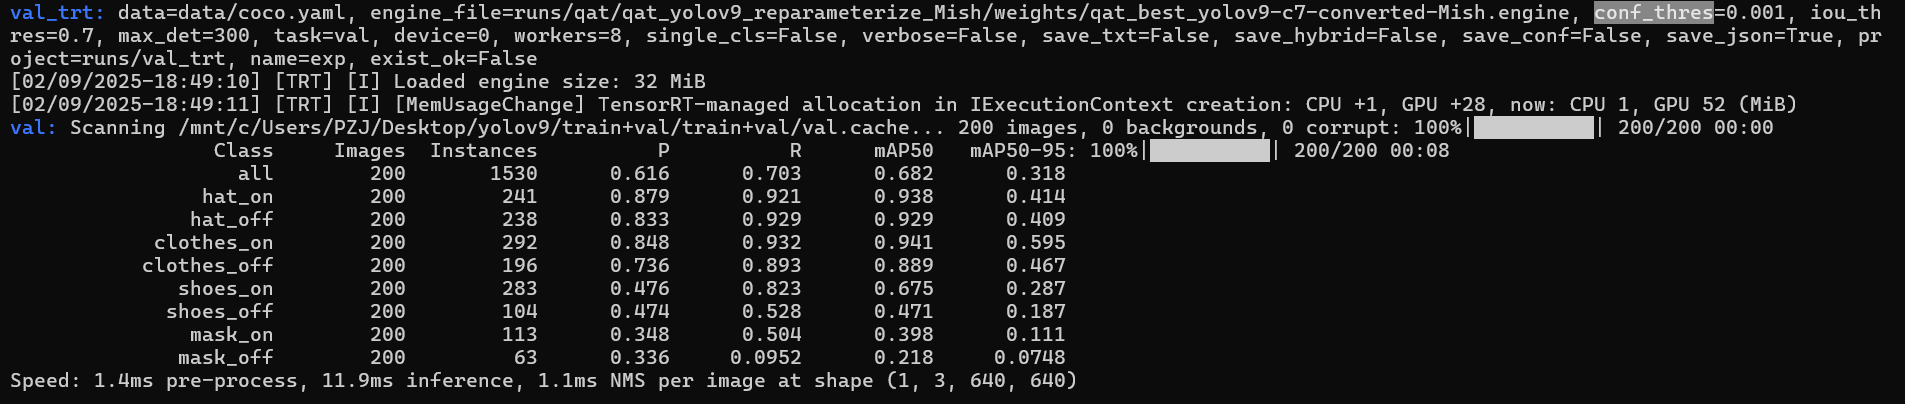 val_trt: data=data/coco.yaml, engine_file=runs/qat/qat_yolov9_reparameterize_Mish/weights/qat_best_yolov9-c7-converted-Mish.engine, conf_thres=0.001, iou_th
res=0.7, max_det=300, task=val, device=0, workers=8, single_cls=False, verbose=False, save_txt=False, save_hybrid=False, save_conf=False, save_json=True, pr
oject=runs/val_trt, name=exp, exist_ok=False
[02/09/2025-18:49:10] [TRT] [I] Loaded engine size: 32 MiB
[02/09/2025-18:49:11] [TRT] [I] [MemUsageChange] TensorRT-managed allocation in IExecutionContext creation: CPU +1, GPU +28, now: CPU 1, GPU 52 (MiB)
val: Scanning /mnt/c/Users/PZJ/Desktop/yolov9/train+val/train+val/val.cache... 200 images, 0 backgrounds, 0 corrupt: 100%|██████████| 200/200 00:00
Class Images Instances P R mAP50 mAP50-95: 100%|██████████| 200/200 00:08
all 200 1530 0.616 0.703 0.682 0.318
hat_on 200 241 0.879 0.921 0.938 0.414
hat_off 200 238 0.833 0.929 0.929 0.409
clothes_on 200 292 0.848 0.932 0.941 0.595
clothes_off 200 196 0.736 0.893 0.889 0.467
shoes_on 200 283 0.476 0.823 0.675 0.287
shoes_off 200 104 0.474 0.528 0.471 0.187
mask_on 200 113 0.348 0.504 0.398 0.111
mask_off 200 63 0.336 0.0952 0.218 0.0748
Speed: 1.4ms pre-process, 11.9ms inference, 1.1ms NMS per image at shape (1, 3, 640, 640)